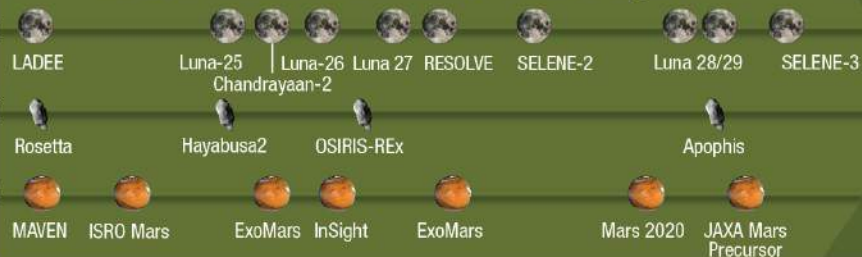 LADEE Luna-25 Luna-26 Luna 27 RESOLVE SELENE-2 Luna 28/29 SELENE-3
Chandrayaan-2
Rosetta Hayabusa2 OSIRIS-REx Apophis
MAVEN ISRO Mars ExoMars InSight ExoMars Mars 2020 JAXA Mars
Precursor